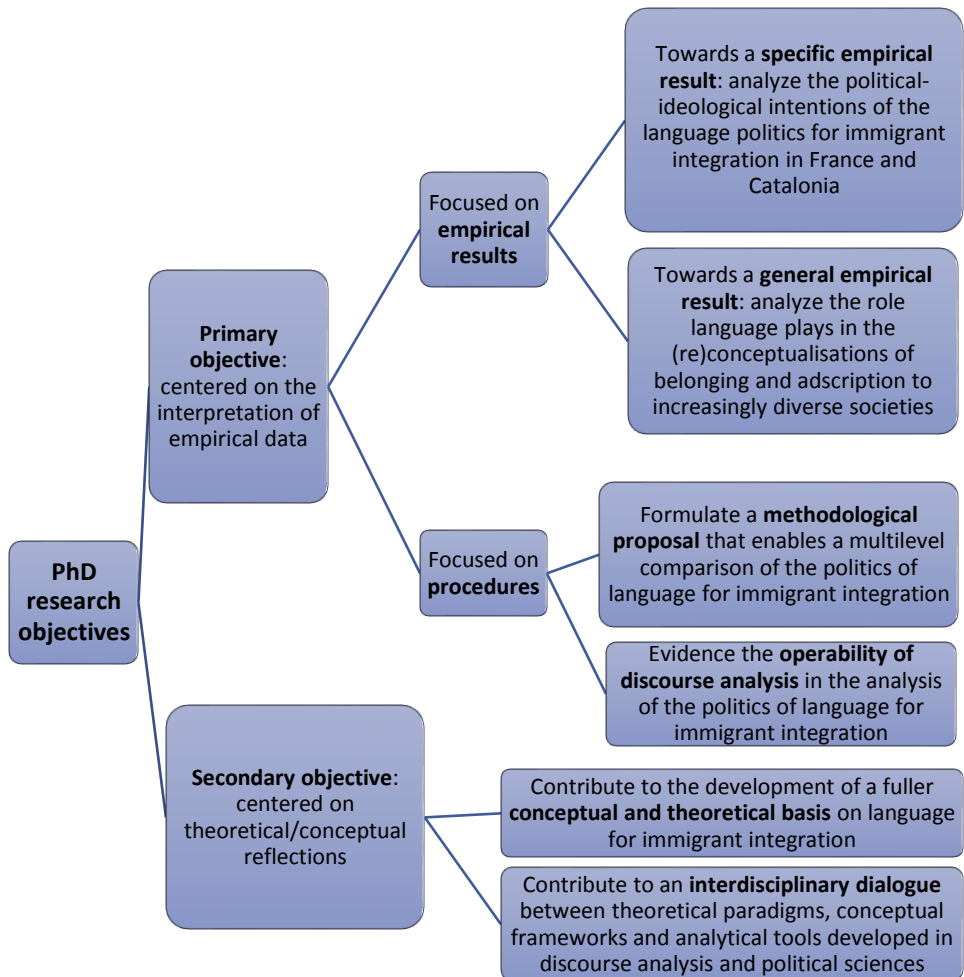 PhD
research
objectives
Primary
objective:
centered on the
interpretation of
empirical data
Focused on
empirical
results
Towards a specific empirical
result: analyze the political-
ideological intentions of the
language politics for immigrant
integration in France and
Catalonia
Towards a general empirical
result: analyze the role
language plays in the
(re)conceptualisations of
belonging and adscription to
increasingly diverse societies
Focused on
procedures
Formulate a methodological
proposal that enables a multilevel
comparison of the politics of
language for immigrant integration
Evidence the operability of
discourse analysis in the analysis
of the politics of language for
immigrant integration
Secondary objective:
centered on
theoretical/conceptual
reflections
Contribute to the development of a fuller
conceptual and theoretical basis on language
for immigrant integration
Contribute to an interdisciplinary dialogue
between theoretical paradigms, conceptual
frameworks and analytical tools developed in
discourse analysis and political sciences